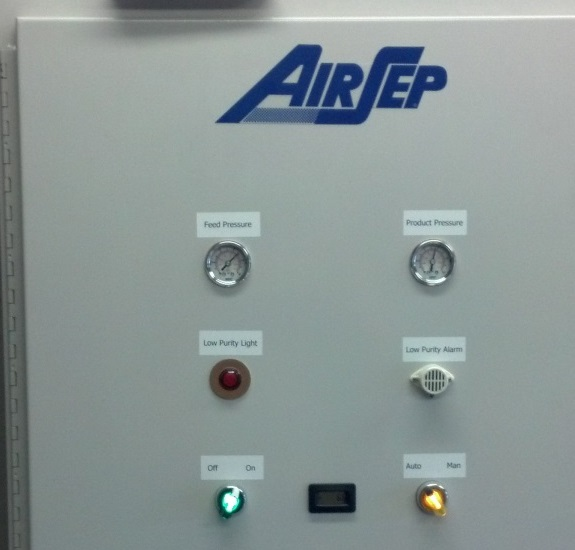 AIRSEP
Feed Pressure
Product Pressure
Low Purity Light
Low Purity Alarm
Off On
Auto Man